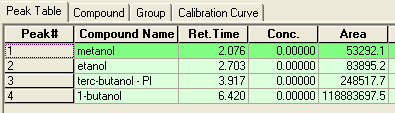 Peak Table Compound Group Calibration Curve
Peak# Compound Name Ret.Time Conc. Area
1 metanol 2.076 0.00000 53292.1
2 etanol 2.703 0.00000 83895.2
3 terc-butanol - PI 3.917 0.00000 248517.7
4 1-butanol 6.420 0.00000 118883697.5